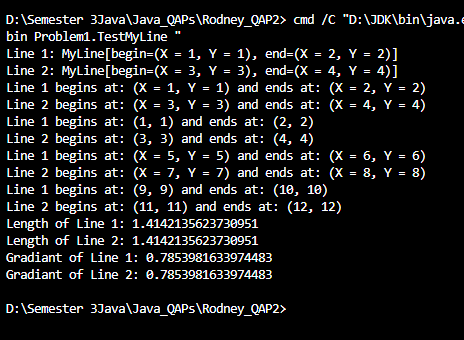 D:\Semester 3Java\Java_QAPs\Rodney_QAP2> cmd /C "D:\JDK\bin\java.e
bin Problem1.TestMyLine "
Line 1: MyLine[begin=(X = 1, Y = 1), end=(X = 2, Y = 2)]
Line 2: MyLine[begin=(X = 3, Y = 3), end=(X = 4, Y = 4)]
Line 1 begins at: (X = 1, Y = 1) and ends at: (X = 2, Y = 2)
Line 2 begins at: (X = 3, Y = 3) and ends at: (X = 4, Y = 4)
Line 1 begins at: (1, 1) and ends at: (2, 2)
Line 2 begins at: (3, 3) and ends at: (4, 4)
Line 1 begins at: (X = 5, Y = 5) and ends at: (X = 6, Y = 6)
Line 2 begins at: (X = 7, Y = 7) and ends at: (X = 8, Y = 8)
Line 1 begins at: (9, 9) and ends at: (10, 10)
Line 2 begins at: (11, 11) and ends at: (12, 12)
Length of Line 1: 1.4142135623730951
Length of Line 2: 1.4142135623730951
Gradiant of Line 1: 0.7853981633974483
Gradiant of Line 2: 0.7853981633974483
D:\Semester 3Java\Java_QAPs\Rodney_QAP2>